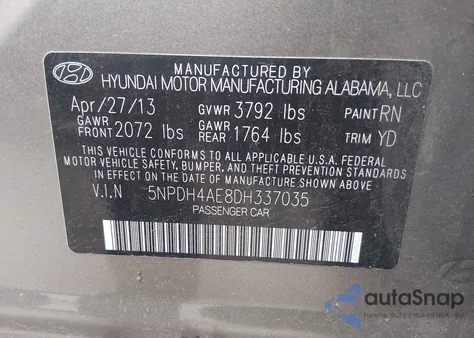 MANUFACTURED BY
HYUNDAI MOTOR MANUFACTURING ALABAMA, LLC
Apr/27/13 GVWR 3792 lbs PAINT RN
GAWR FRONT 2072 lbs GAWR REAR 1764 lbs TRIM YD
THIS VEHICLE CONFORMS TO ALL APPLICABLE U.S.A. FEDERAL
MOTOR VEHICLE SAFETY, BUMPER, AND THEFT PREVENTION STANDARDS
IN EFFECT ON THE DATE OF MANUFACTURE SHOWN ABOVE.
V.I.N 5NPDH4AE8DH337035
PASSENGER CAR
autoSnap